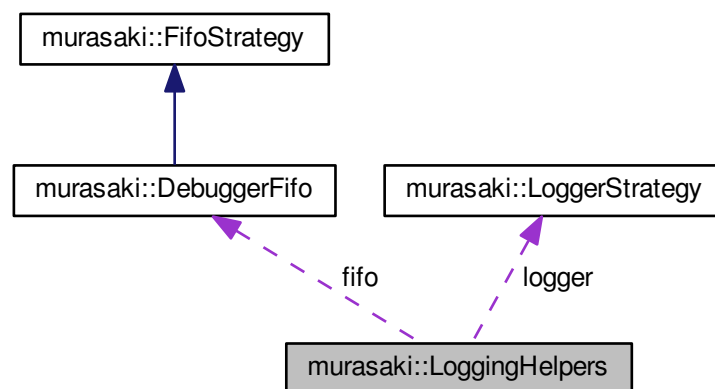 murasaki::FifoStrategy
murasaki::DebuggerFifo
murasaki::LoggerStrategy
fifo
logger
murasaki::LoggingHelpers